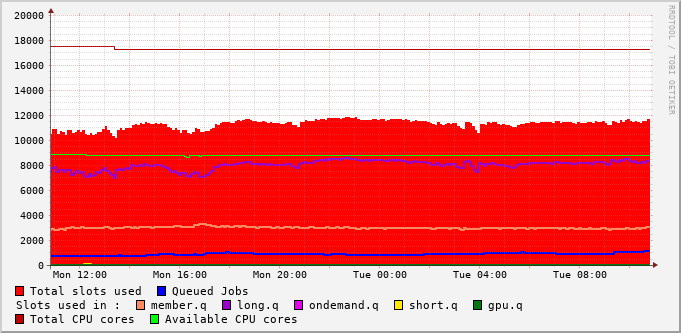 20000
18000
16000
14000
12000
10000
8000
6000
4000
2000
0
Mon 12:00 Mon 16:00 Mon 20:00 Tue 00:00 Tue 04:00 Tue 08:00
RRDTOOL / TOBI OETIKER
Total slots used Queued Jobs
Slots used in : member.q long.q ondemand.q short.q gpu.q
Total CPU cores Available CPU cores